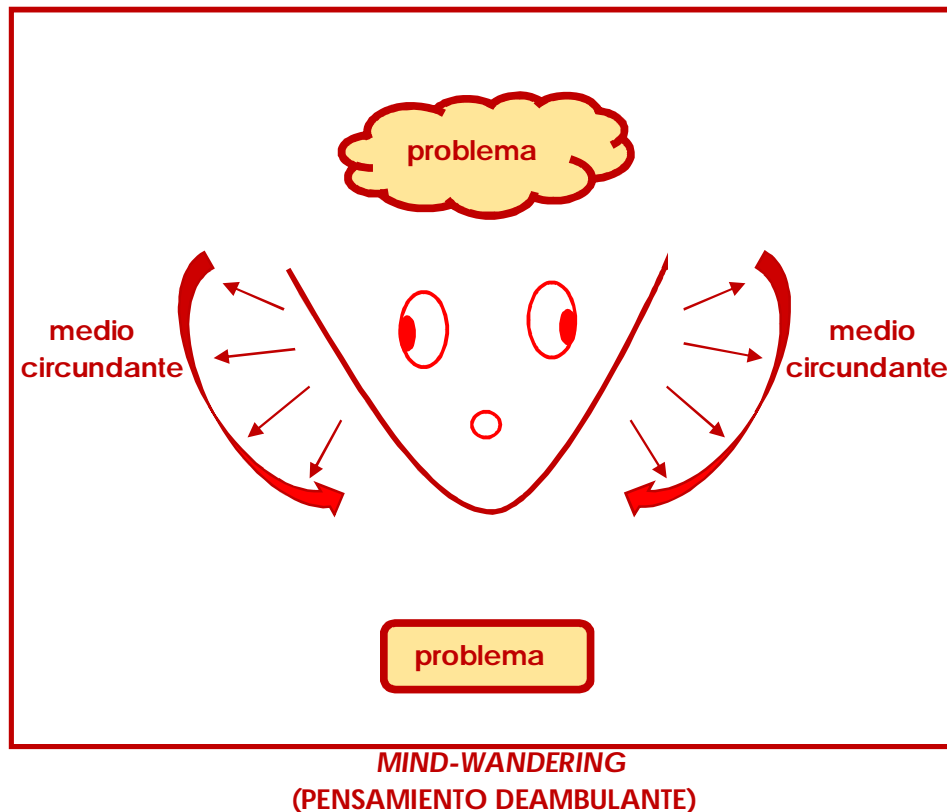 problema
medio
circundante
medio
circundante
problema
MIND-WANDERING
(PENSAMIENTO DEAMBULANTE)